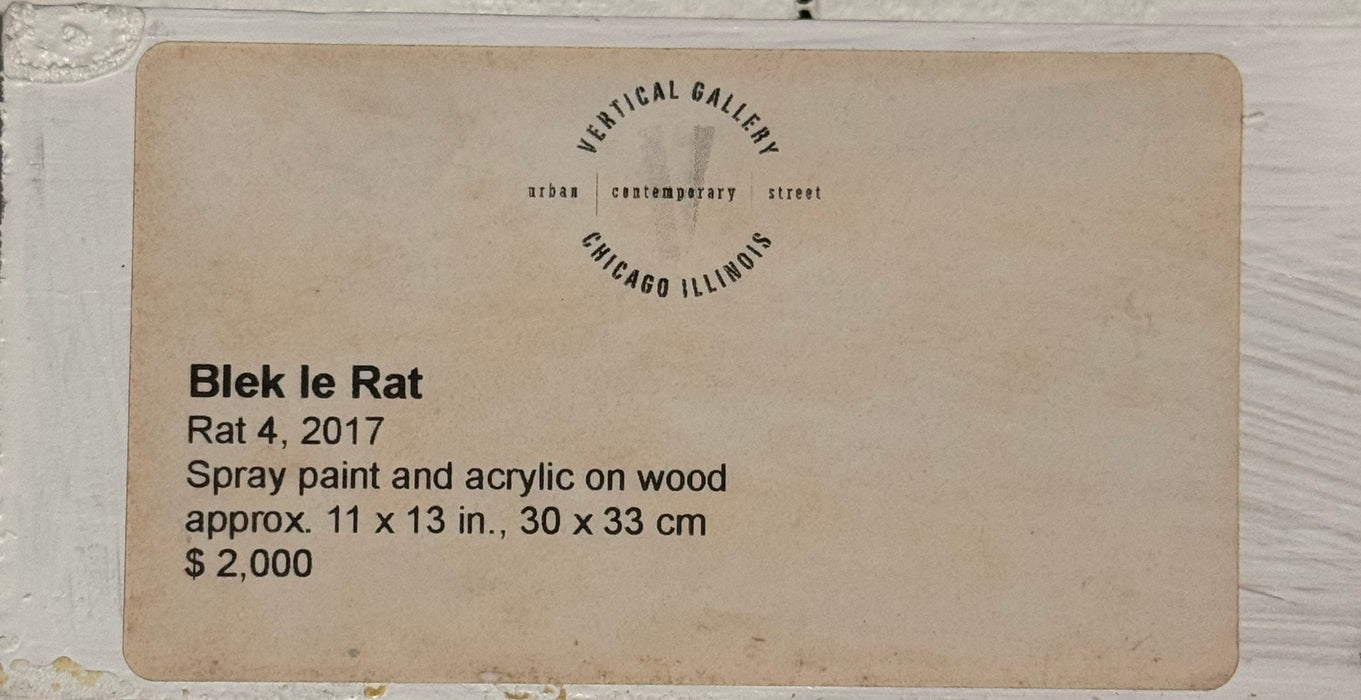 VERTICAL GALLERY
urban | contemporary | street
CHICAGO ILLINOIS
Blek le Rat
Rat 4, 2017
Spray paint and acrylic on wood
approx. 11 x 13 in., 30 x 33 cm
$ 2,000